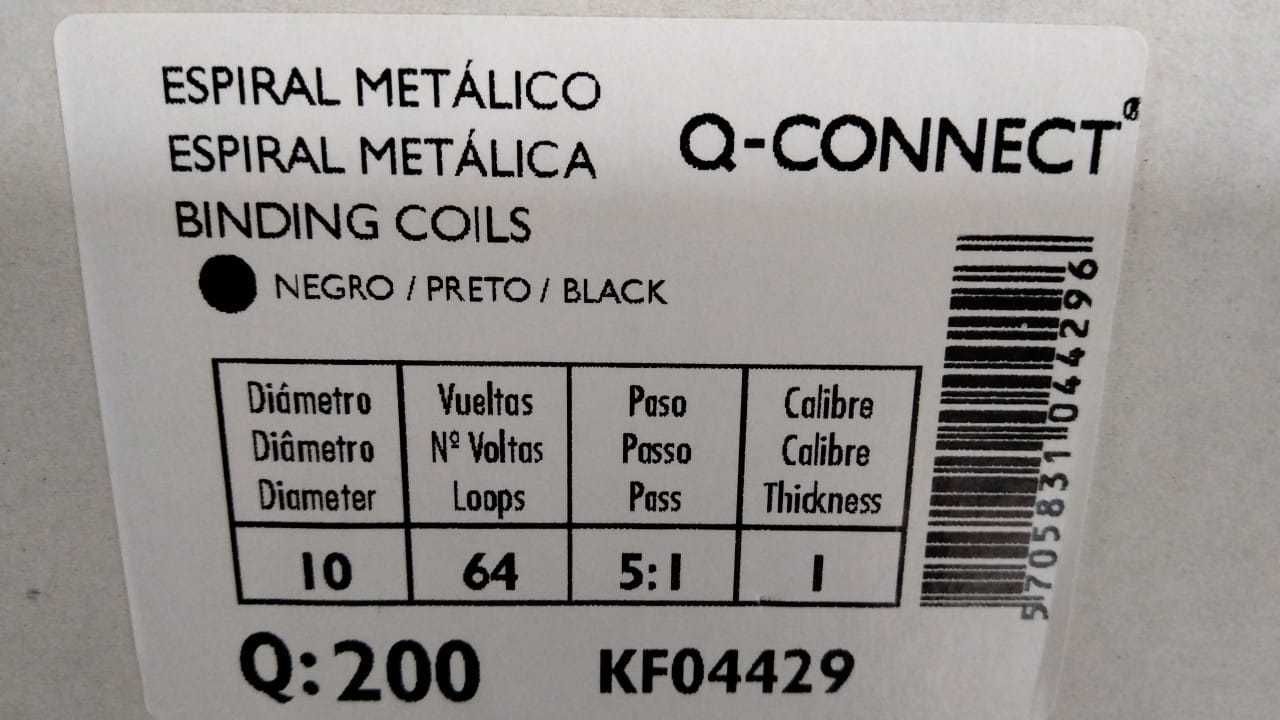 ESPIRAL METÁLICO
ESPIRAL METÁLICA
BINDING COILS
Q-CONNECT®
NEGRO / PRETO / BLACK
Diámetro Vueltas Paso Calibre
Diâmetro Nº Voltas Passo Calibre
Diameter Loops Pass Thickness
10 64 5:1 1
Q: 200 KF04429
5705831044296